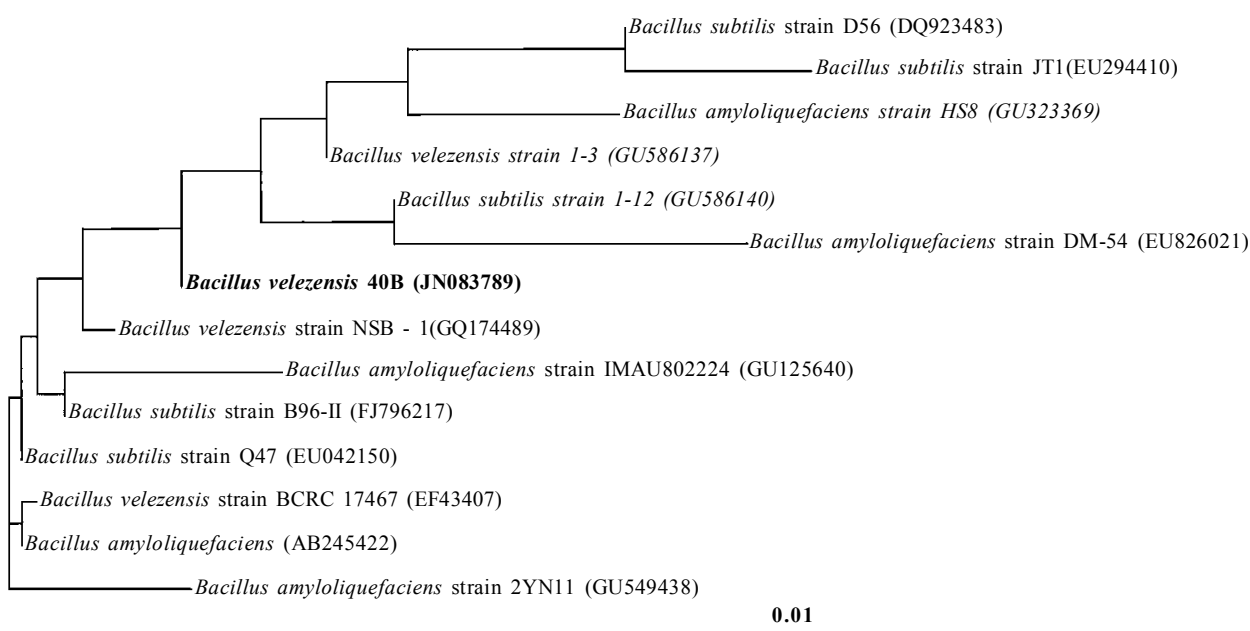 Bacillus subtilis strain D56 (DQ923483)
Bacillus subtilis strain JT1(EU294410)
Bacillus amyloliquefaciens strain HS8 (GU323369)
Bacillus velezensis strain 1-3 (GU586137)
Bacillus subtilis strain 1-12 (GU586140)
Bacillus amyloliquefaciens strain DM-54 (EU826021)
Bacillus velezensis 40B (JN083789)
Bacillus velezensis strain NSB - 1(GQ174489)
Bacillus amyloliquefaciens strain IMAU802224 (GU125640)
Bacillus subtilis strain B96-II (FJ796217)
Bacillus subtilis strain Q47 (EU042150)
Bacillus velezensis strain BCRC 17467 (EF43407)
Bacillus amyloliquefaciens (AB245422)
Bacillus amyloliquefaciens strain 2YN11 (GU549438)
0.01